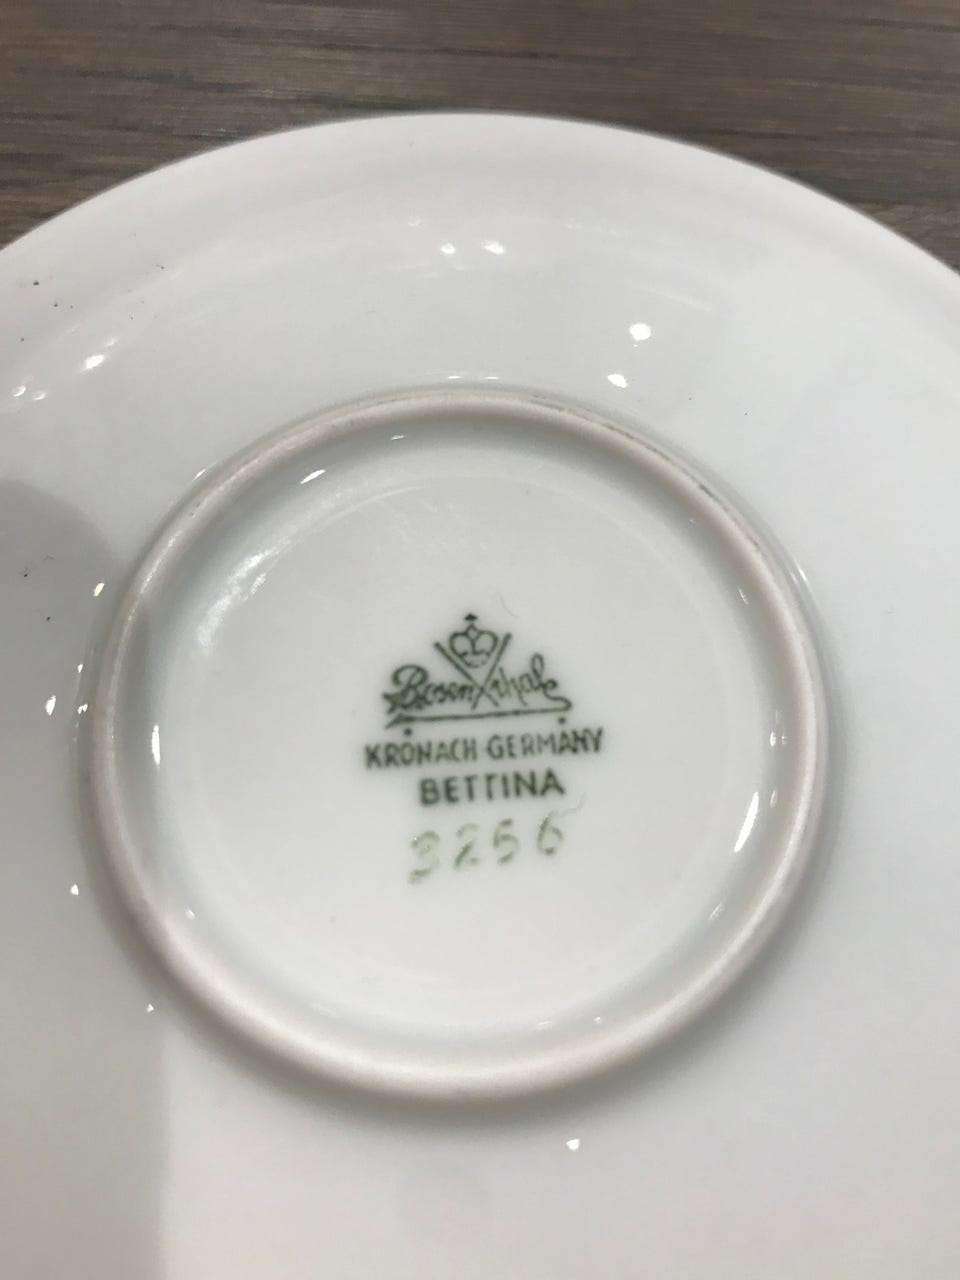 Rosenthal
KRONACH-GERMANY
BETTINA
3256